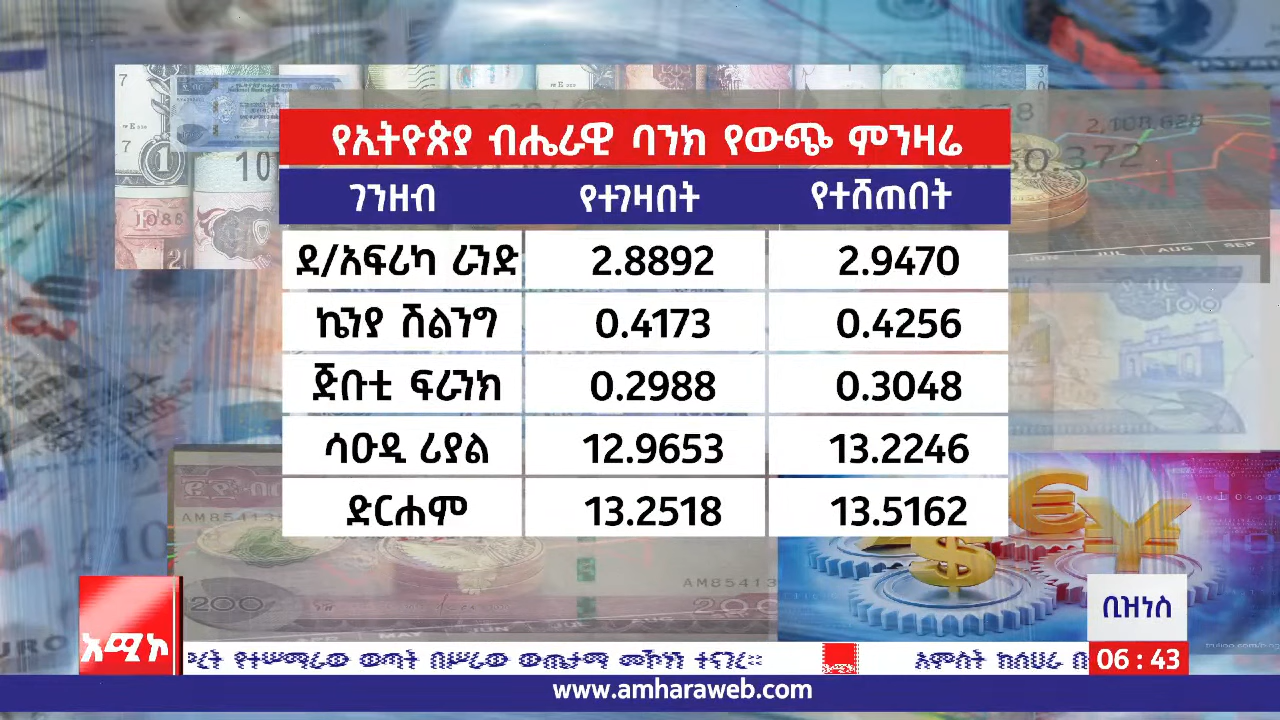 የኢትዮጵያ ብሔራዊ ባንክ የውጭ ምንዛሬ
ገንዘብ የተገዛበት የተሸጠበት
ደ/አፍሪካ ራንድ 2.8892 2.9470
ኬንያ ሽልንግ 0.4173 0.4256
ጅቡቲ ፍራንክ 0.2988 0.3048
ሳዑዲ ሪያል 12.9653 13.2246
ድርሐም 13.2518 13.5162
ቢዝነስ
አሚኮ
06 : 43
www.amharaweb.com